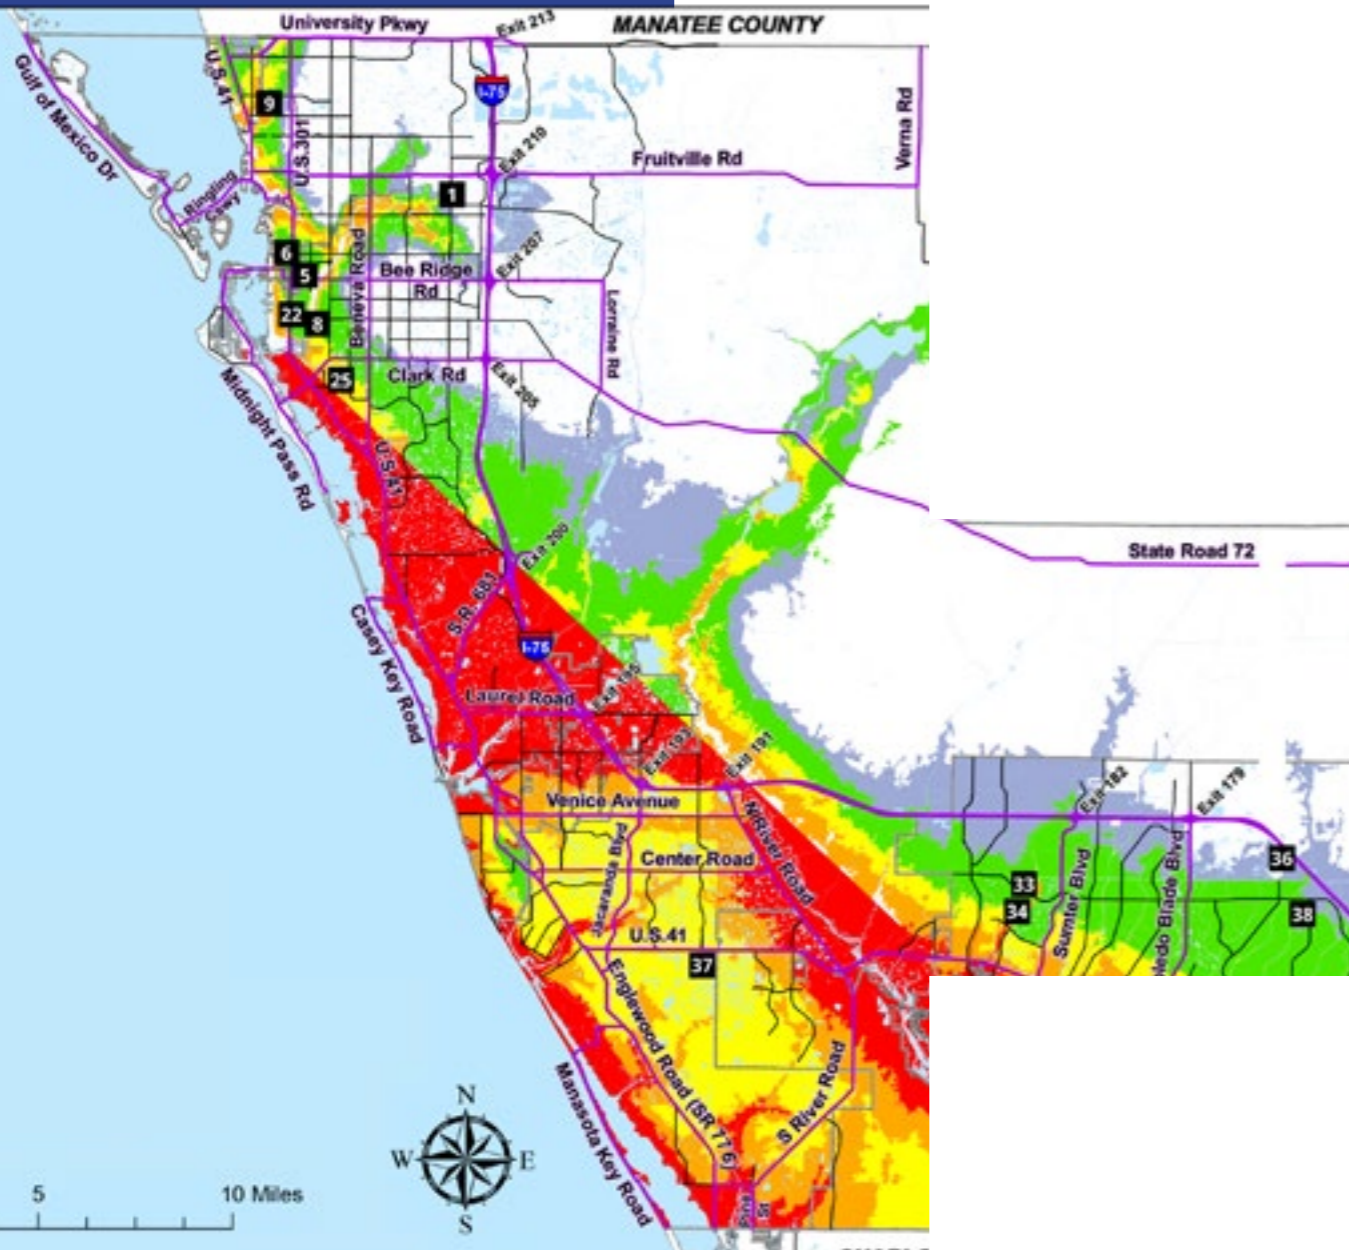 University Pkwy
Exit 213
MANATEE COUNTY
U.S.41
Gulf of Mexico Dr
9
I-75
U.S.301
Exit 210
Fruitville Rd
Verna Rd
Ringling
Cswy
1
6
5
Beneva Road
Bee Ridge
Rd
Exit 207
22
8
Lorraine Rd
25
Clark Rd
Exit 205
Midnight Pass Rd
U.S.41
Exit 200
State Road 72
S.R. 681
I-75
Casey Key Road
Laurel Road
Exit 195
Exit 193
Exit 191
Exit 182
Exit 179
Venice Avenue
N River Road
Jacaranda Blvd
Center Road
Sumter Blvd
ledo Blade Blvd
36
33
34
38
U.S.41
37
Englewood Road (SR 776)
S River Road
Manasota Key Road
Pine
St
N
W
E
S
5
10 Miles